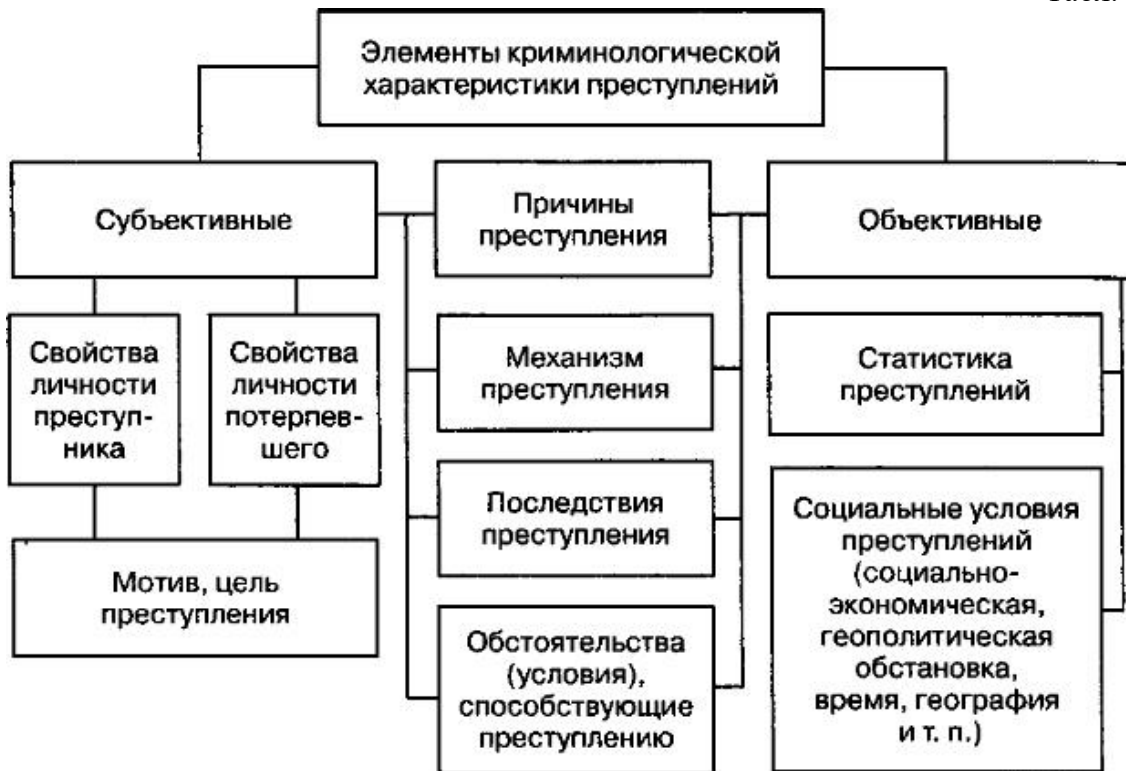 Элементы криминологической
характеристики преступлений
Субъективные
Причины
преступления
Объективные
Свойства
личности
преступ-
ника
Свойства
личности
потерпев-
шего
Механизм
преступления
Статистика
преступлений
Последствия
преступления
Социальные условия
преступлений
(социально-
экономическая,
геополитическая
обстановка,
время, география
и т. п.)
Мотив, цель
преступления
Обстоятельства
(условия),
способствующие
преступлению